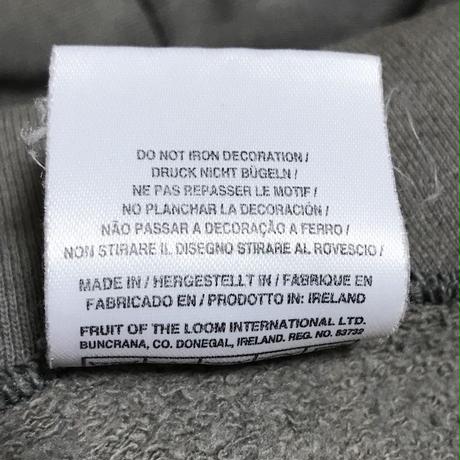 DO NOT IRON DECORATION /
DRUCK NICHT BÜGELN /
NE PAS REPASSER LE MOTIF /
NO PLANCHAR LA DECORACIÓN /
NÃO PASSAR A DECORAÇÃO A FERRO /
NON STIRARE IL DISEGNO STIRARE AL ROVESCIO /
MADE IN / HERGESTELLT IN / FABRIQUE EN
FABRICADO EN / PRODOTTO IN: IRELAND
FRUIT OF THE LOOM INTERNATIONAL LTD.
BUNCRANA, CO. DONEGAL, IRELAND. REG. NO. 53732